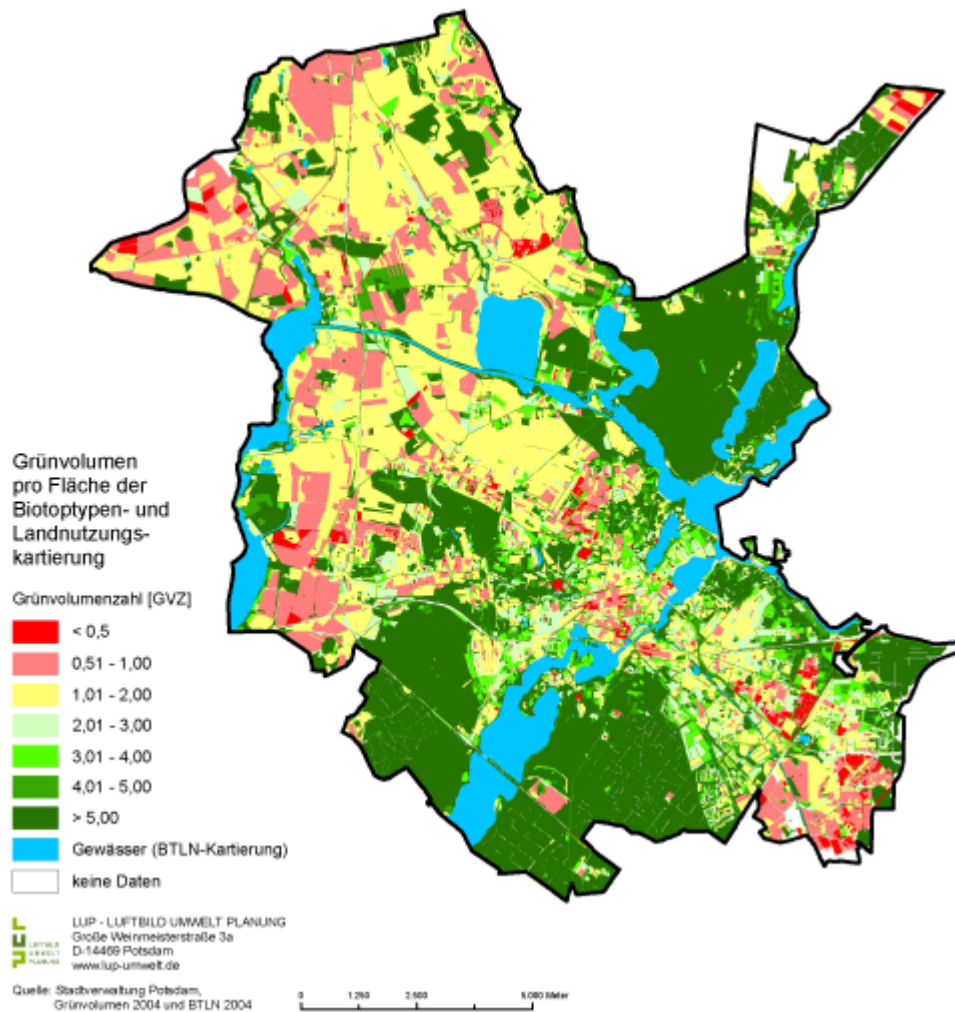 Grünvolumen
pro Fläche der
Biotoptypen- und
Landnutzungs-
kartierung
Grünvolumenzahl [GVZ]
< 0,5
0,51 - 1,00
1,01 - 2,00
2,01 - 3,00
3,01 - 4,00
4,01 - 5,00
> 5,00
Gewässer (BTLN-Kartierung)
keine Daten
LUFTBILD
UMWELT
PLANUNG
LUP - LUFTBILD UMWELT PLANUNG
Große Weinmeisterstraße 3a
D-14469 Potsdam
www.lup-umwelt.de
Quelle: Stadtverwaltung Potsdam,
Grünvolumen 2004 und BTLN 2004
0 1.250 2.500 5.000 Meter